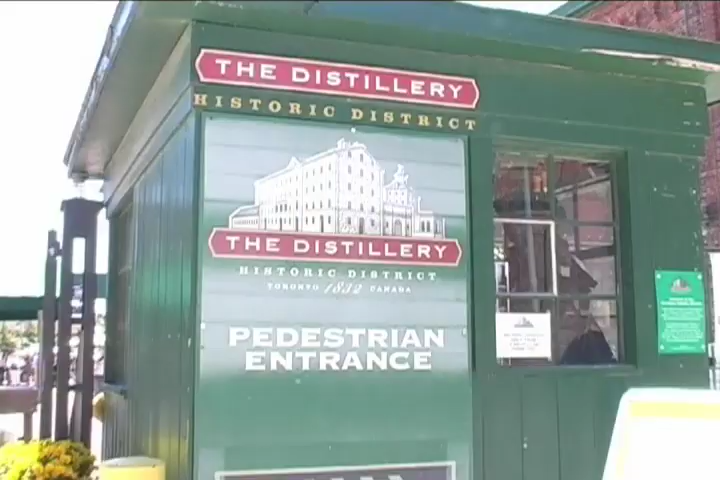 THE DISTILLERY
HISTORIC DISTRICT
THE DISTILLERY
HISTORIC DISTRICT
TORONTO 1832 CANADA
PEDESTRIAN
ENTRANCE